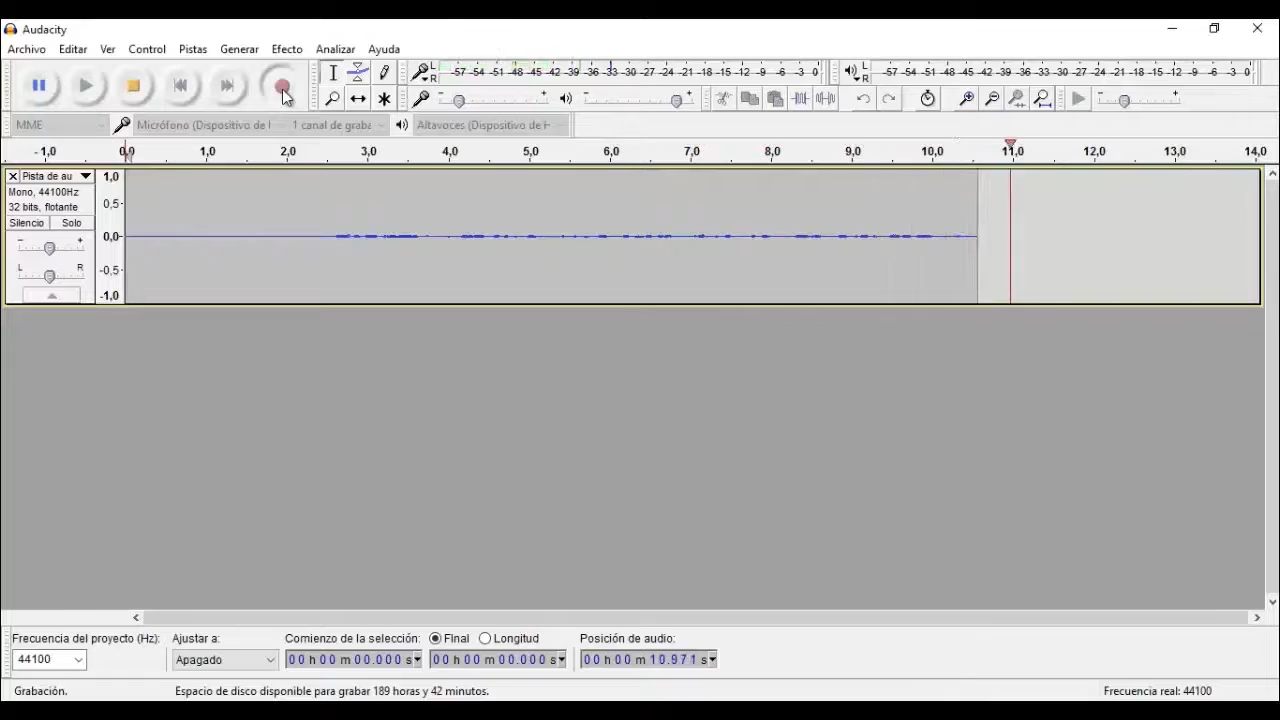 Audacity
Archivo Editar Ver Control Pistas Generar Efecto Analizar Ayuda
L R -57 -54 -51 -48 -45 -42 -39 -36 -33 -30 -27 -24 -21 -18 -15 -12 -9 -6 -3 0
L R -57 -54 -51 -48 -45 -42 -39 -36 -33 -30 -27 -24 -21 -18 -15 -12 -9 -6 -3 0
MME Micrófono (Dispositivo de 1 canal de graba Altavoces (Dispositivo de
-1,0 0,0 1,0 2,0 3,0 4,0 5,0 6,0 7,0 8,0 9,0 10,0 11,0 12,0 13,0 14,0
Pista de au 1,0
Mono, 44100Hz
32 bits, flotante 0,5
Silencio Solo
- + 0,0
L R -0,5
-1,0
Frecuencia del proyecto (Hz): Ajustar a: Comienzo de la selección: Final Longitud Posición de audio:
44100 Apagado 00 h 00 m 00.000 s 00 h 00 m 00.000 s 00 h 00 m 10.971 s
Grabación. Espacio de disco disponible para grabar 189 horas y 42 minutos. Frecuencia real: 44100